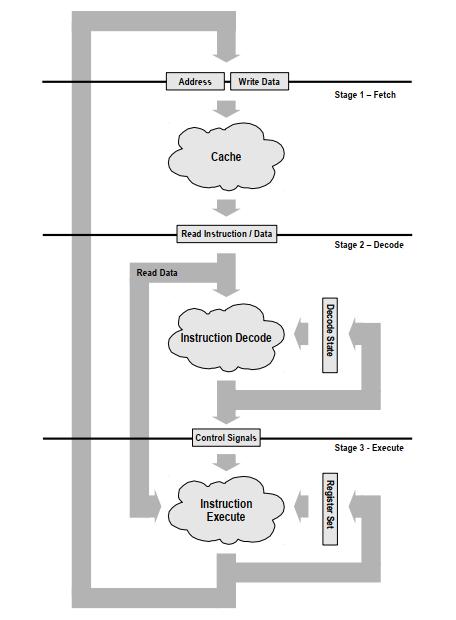 Address
Write Data
Stage 1 – Fetch
Cache
Read Instruction / Data
Stage 2 – Decode
Read Data
Instruction Decode
Decode State
Control Signals
Stage 3 - Execute
Instruction
Execute
Register Set